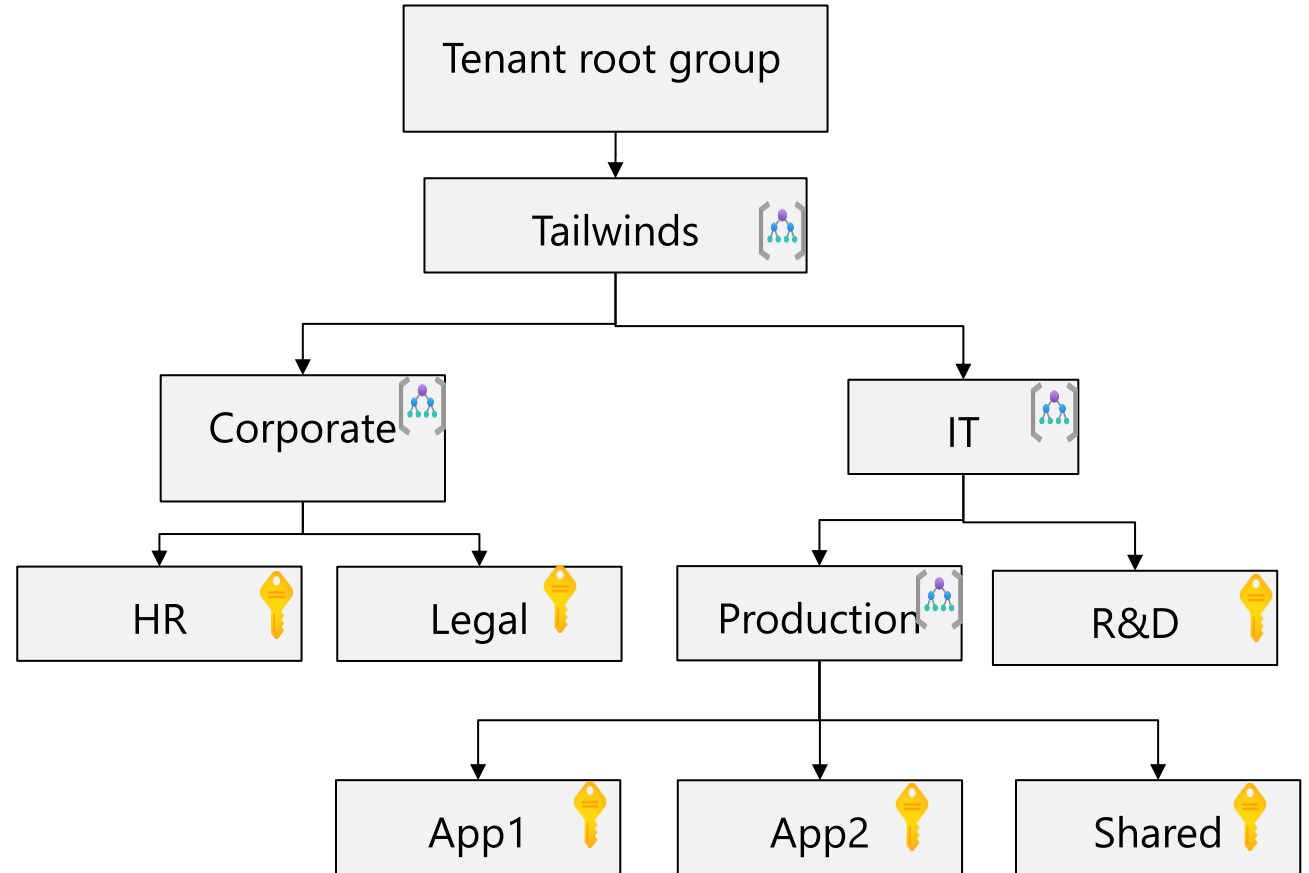 Tenant root group
Tailwinds
Corporate
IT
HR
Legal
Production
R&D
App1
App2
Shared